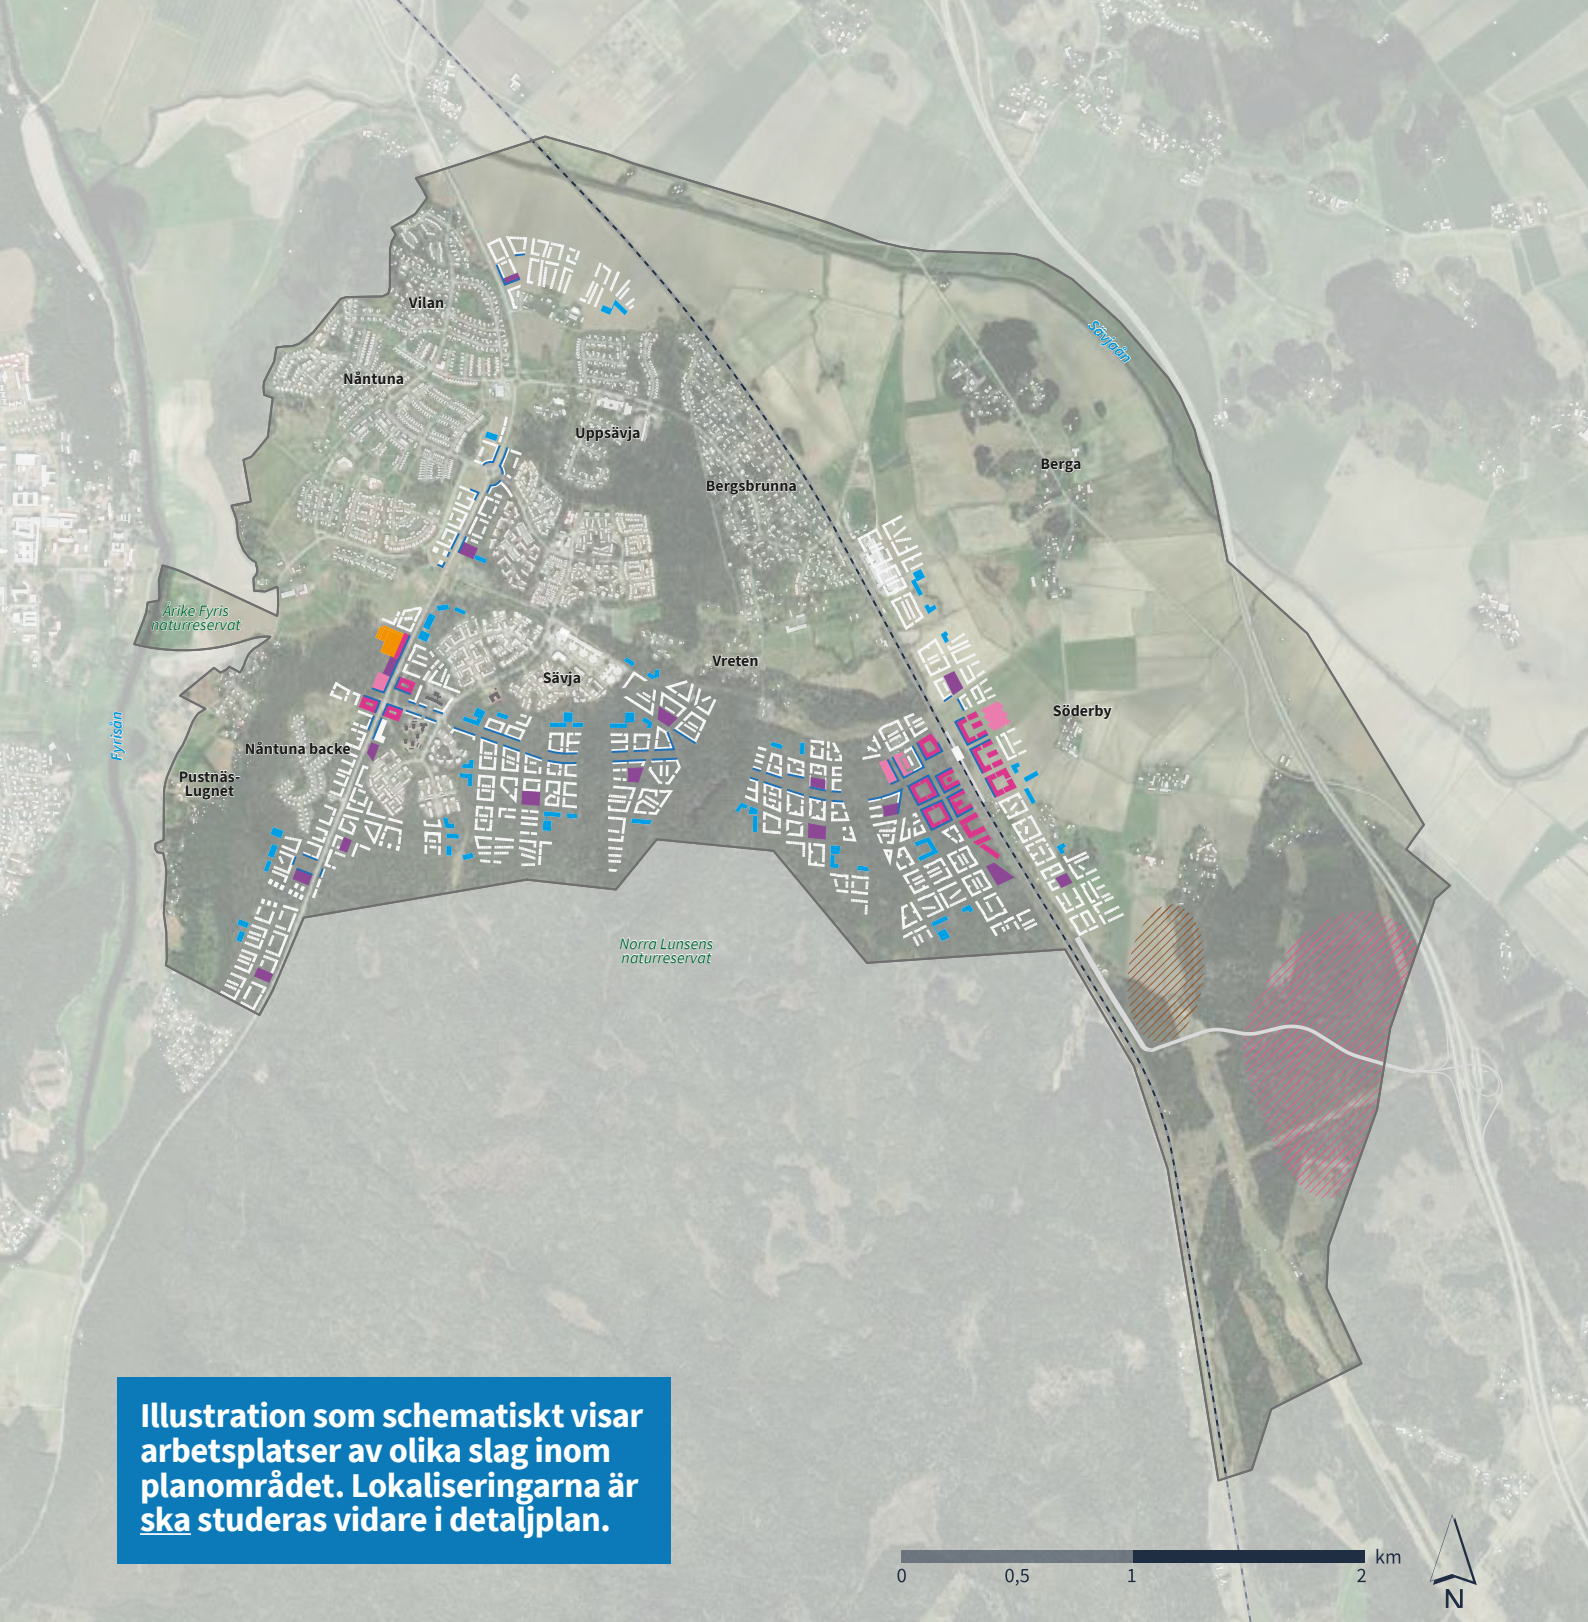 Vilan
Sävjaån
Nåntuna
Uppsävja
Berga
Bergsbrunna
Årike Fyris
naturreservat
Vreten
Sävja
Söderby
Fyrisån
Nåntuna backe
Pustnäs-
Lugnet
Norra Lunsens
naturreservat
Illustration som schematiskt visar
arbetsplatser av olika slag inom
planområdet. Lokaliseringarna är
ska studeras vidare i detaljplan.
km
0 0,5 1 2
N